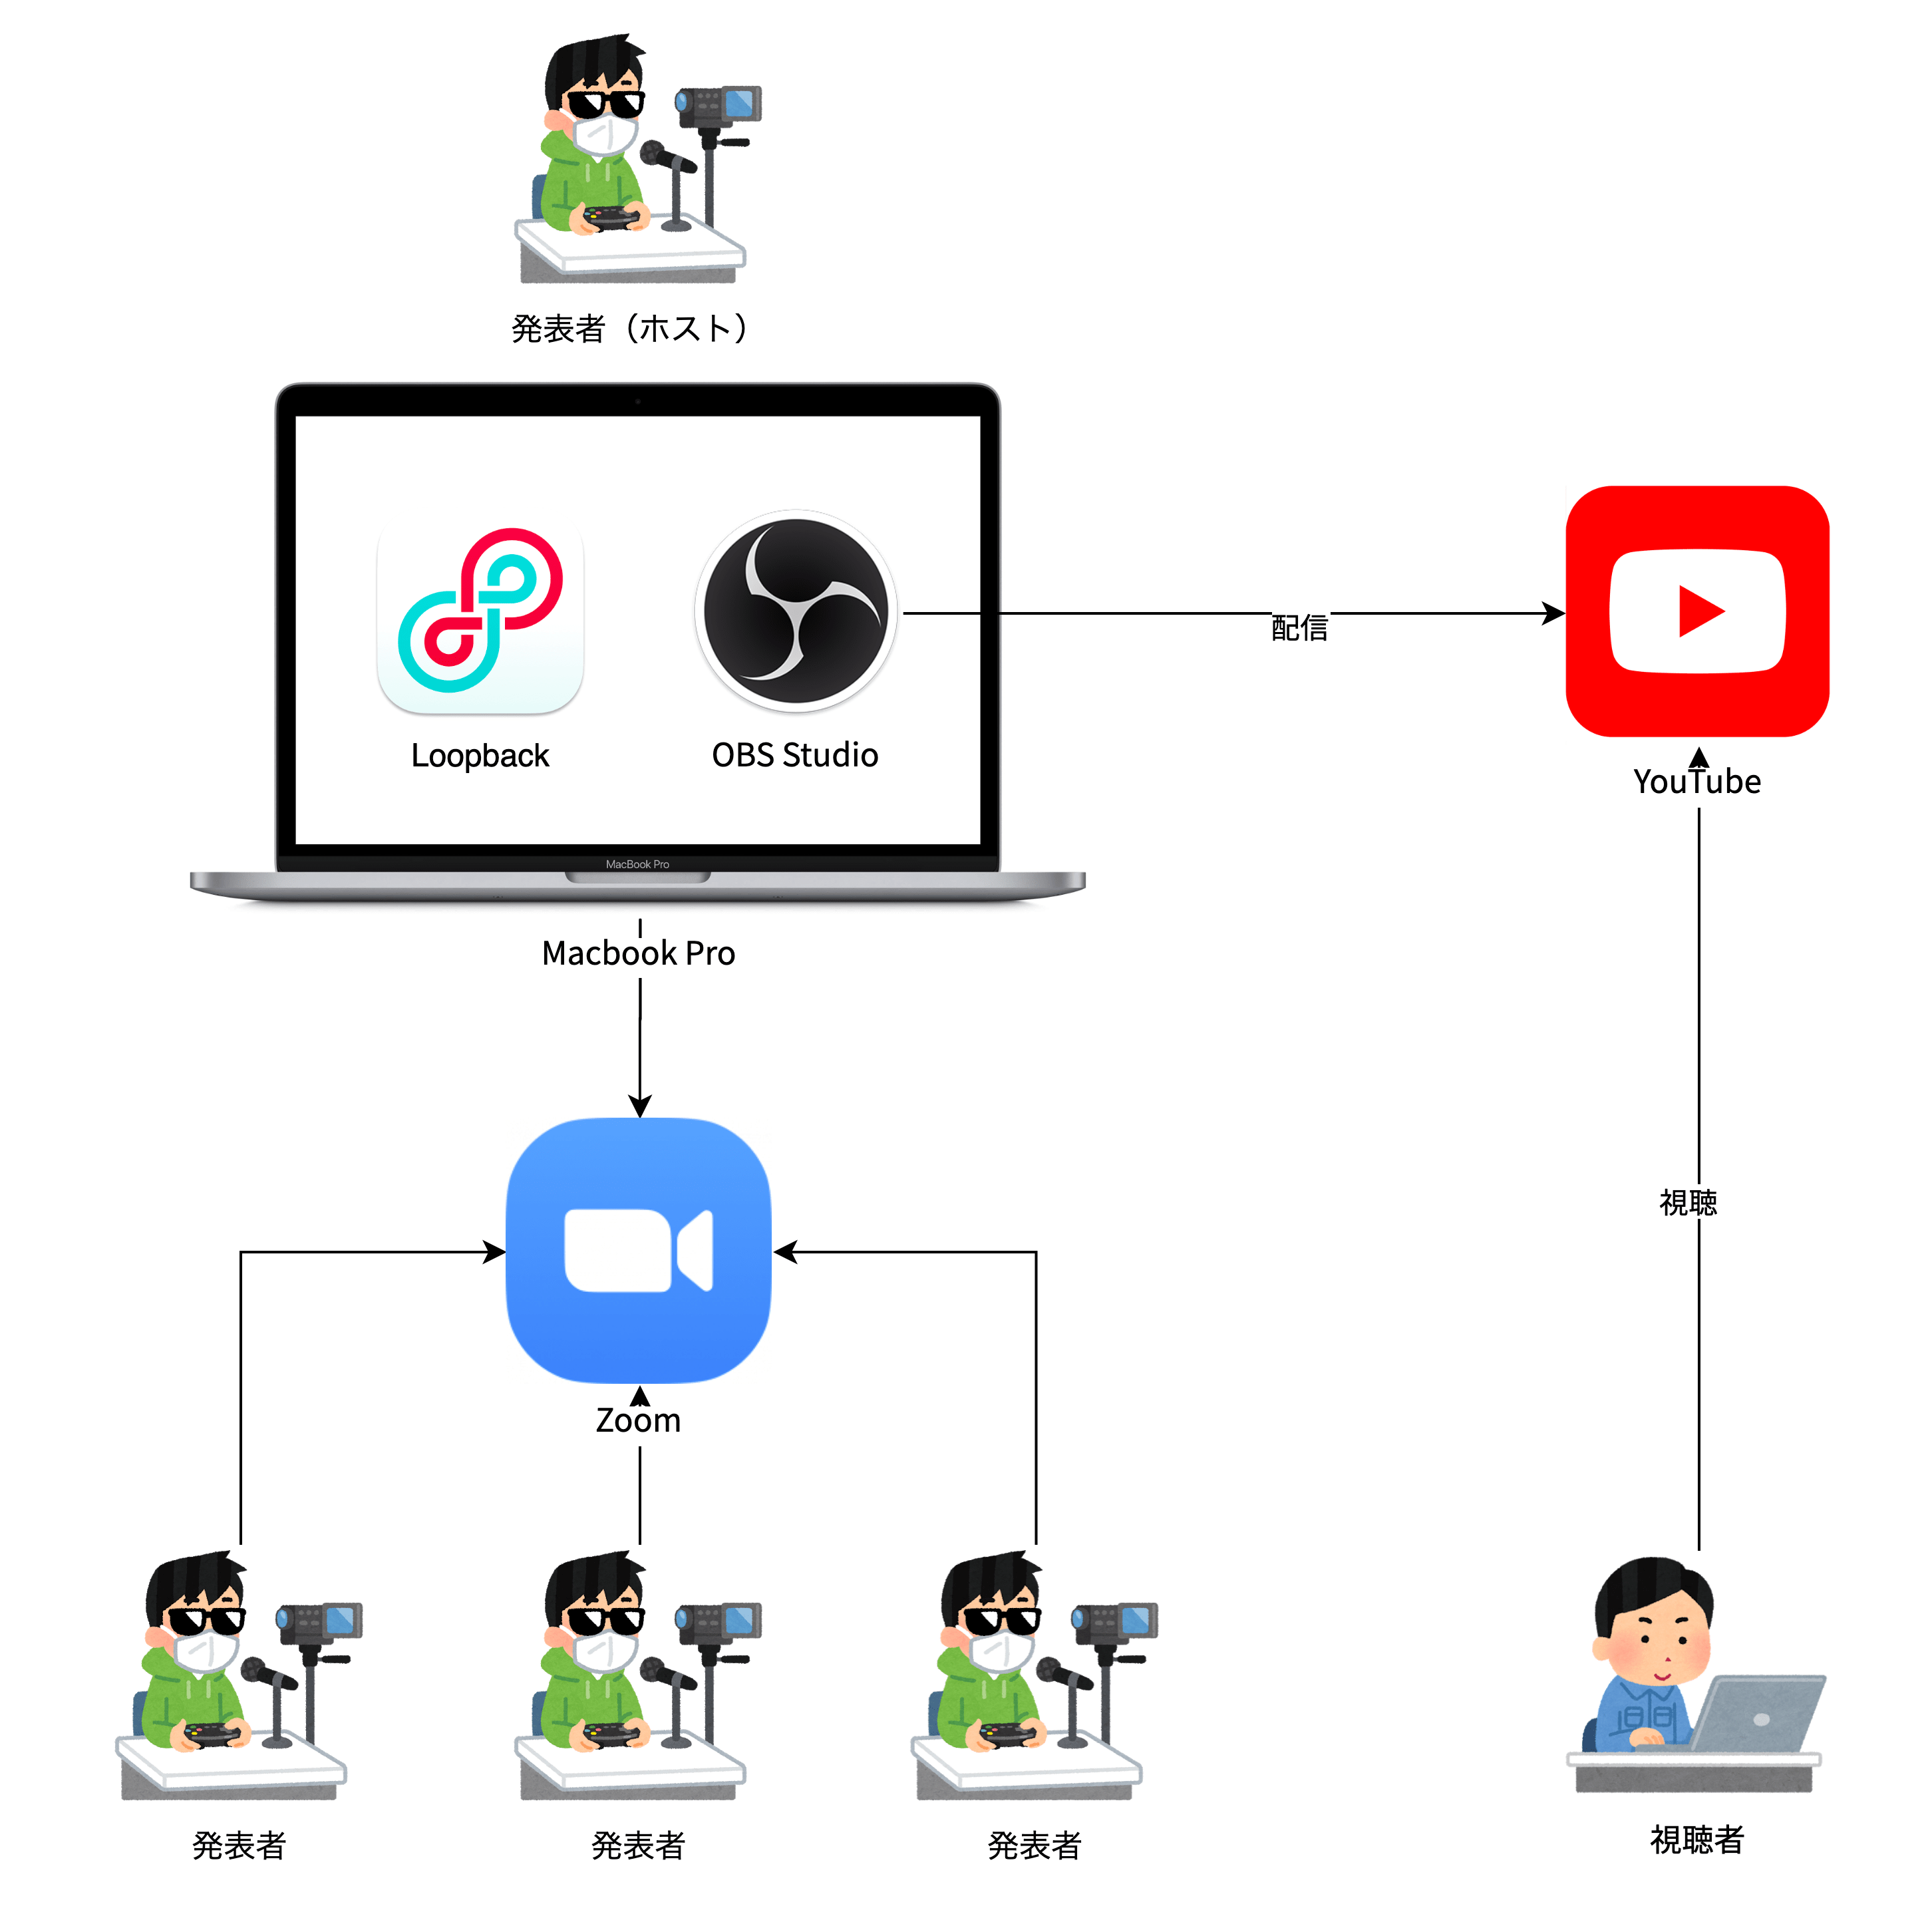 発表者（ホスト）
Loopback
OBS Studio
配信
YouTube
MacBook Pro
Macbook Pro
視聴
Zoom
発表者
発表者
発表者
視聴者